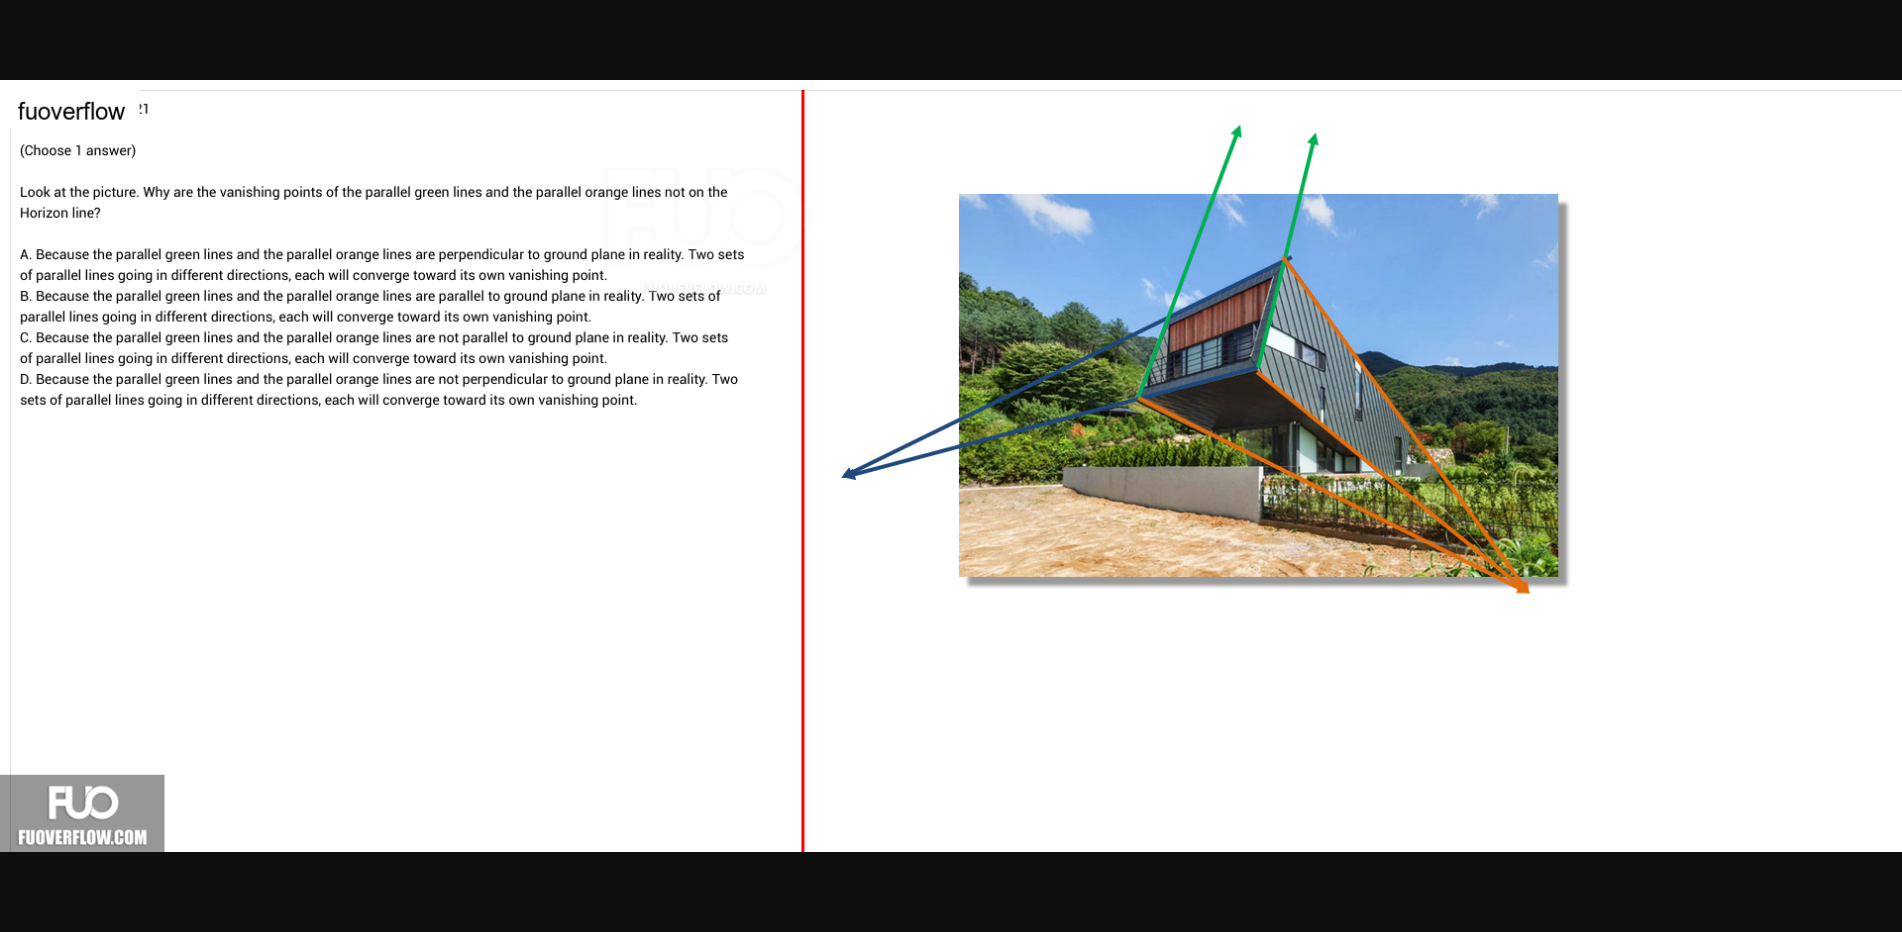 fuoverflow
21
(Choose 1 answer)
Look at the picture. Why are the vanishing points of the parallel green lines and the parallel orange lines not on the
Horizon line?
A. Because the parallel green lines and the parallel orange lines are perpendicular to ground plane in reality. Two sets
of parallel lines going in different directions, each will converge toward its own vanishing point.
B. Because the parallel green lines and the parallel orange lines are parallel to ground plane in reality. Two sets of
parallel lines going in different directions, each will converge toward its own vanishing point.
C. Because the parallel green lines and the parallel orange lines are not parallel to ground plane in reality. Two sets
of parallel lines going in different directions, each will converge toward its own vanishing point.
D. Because the parallel green lines and the parallel orange lines are not perpendicular to ground plane in reality. Two
sets of parallel lines going in different directions, each will converge toward its own vanishing point.
FUO
FUOVERFLOW.COM
FUO
FUOVERFLOW.COM